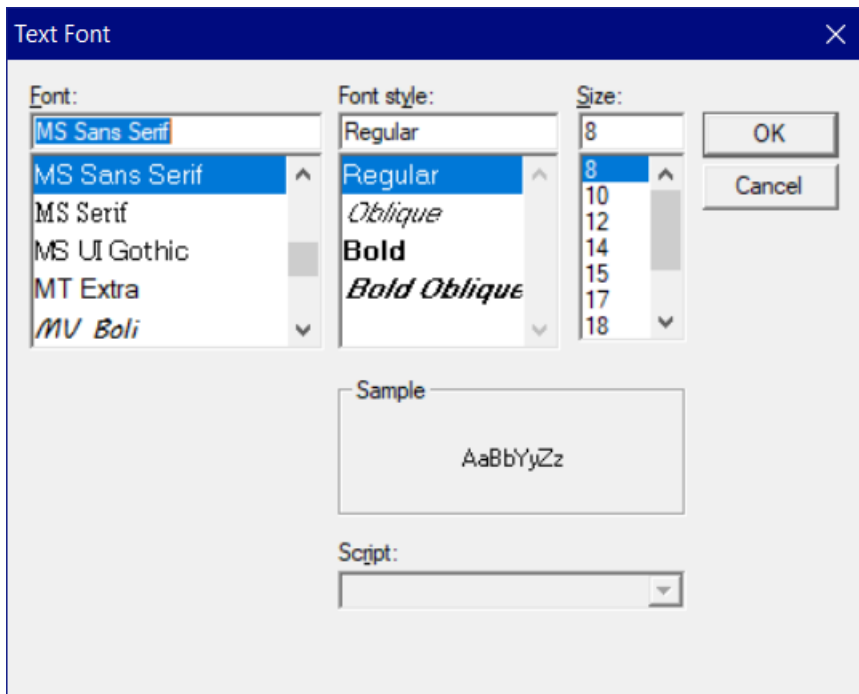 Text Font
Font:
MS Sans Serif
MS Sans Serif
MS Serif
MS UI Gothic
MT Extra
MV Boli
Font style:
Regular
Regular
Oblique
Bold
Bold Oblique
Size:
8
8
10
12
14
15
17
18
OK
Cancel
Sample
AaBbYyZz
Script: